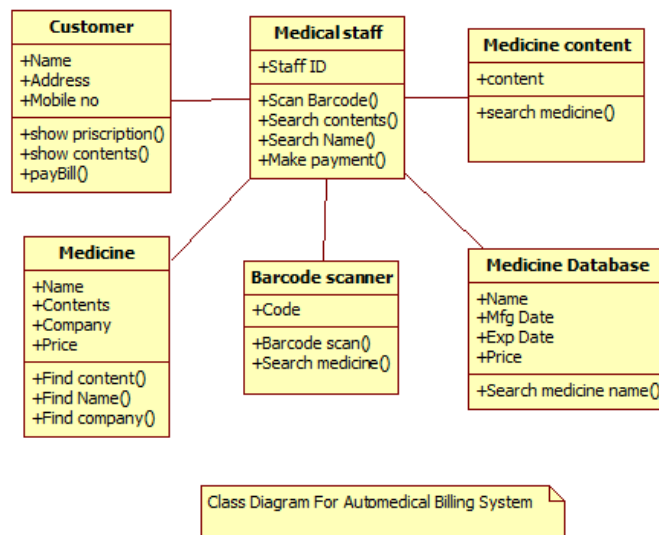 Customer
+Name
+Address
+Mobile no
+show priscription()
+show contents()
+payBill()
Medical staff
+Staff ID
+Scan Barcode()
+Search contents()
+Search Name()
+Make payment()
Medicine content
+content
+search medicine()
Medicine
+Name
+Contents
+Company
+Price
+Find content()
+Find Name()
+Find company()
Barcode scanner
+Code
+Barcode scan()
+Search medicine()
Medicine Database
+Name
+Mfg Date
+Exp Date
+Price
+Search medicine name()
Class Diagram For Automedical Billing System